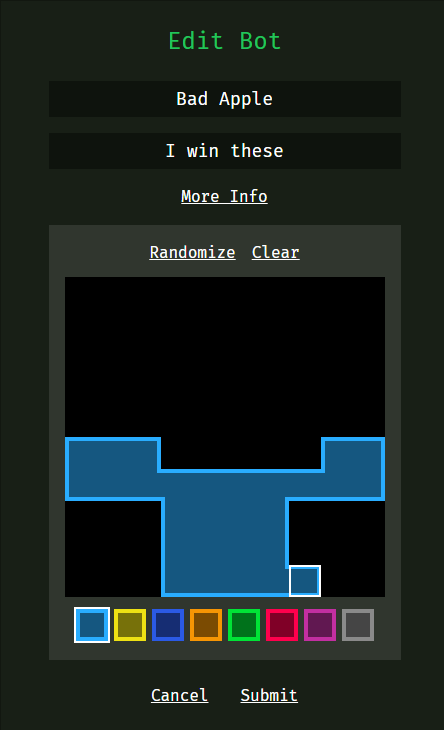 Edit Bot
Bad Apple
I win these
More Info
Randomize Clear
Cancel Submit